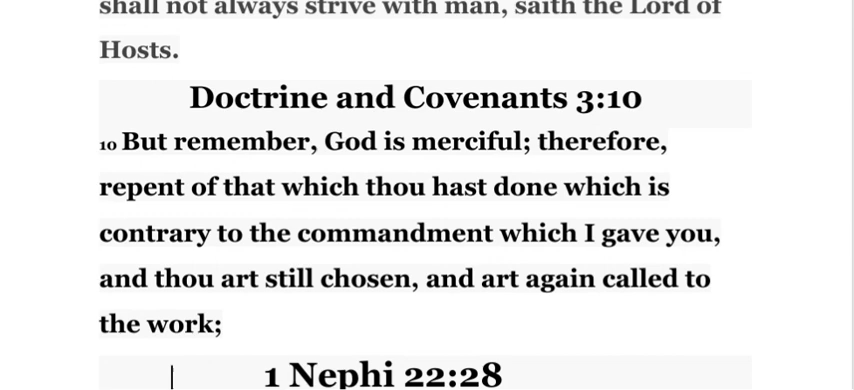 shall not always strive with man, saith the Lord of
Hosts.
Doctrine and Covenants 3:10
10 But remember, God is merciful; therefore,
repent of that which thou hast done which is
contrary to the commandment which I gave you,
and thou art still chosen, and art again called to
the work;
1 Nephi 22:28